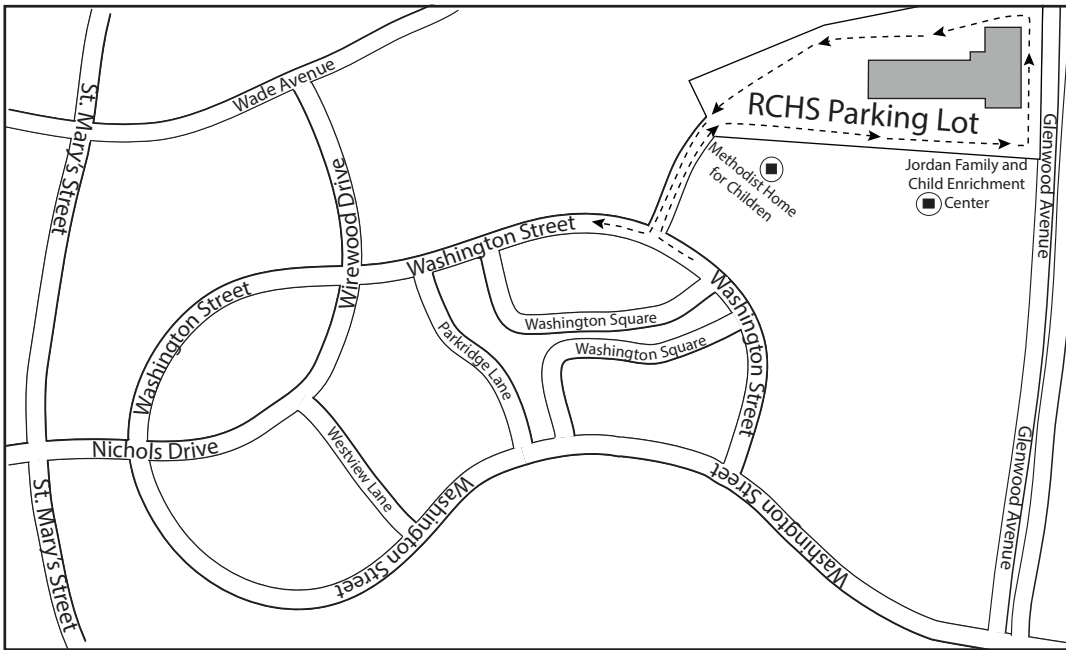 St. Mary's Street
Wade Avenue
Wirewood Drive
RCHS Parking Lot
Glenwood Avenue
Methodist Home
for Children
Jordan Family and
Child Enrichment
Center
Washington Street
Washington Street
Washington Street
Washington Square
Washington Square
Parkridge Lane
Nichols Drive
Westview Lane
Washington Street
Washington Street
Washington
Glenwood Avenue
St. Mary's Street